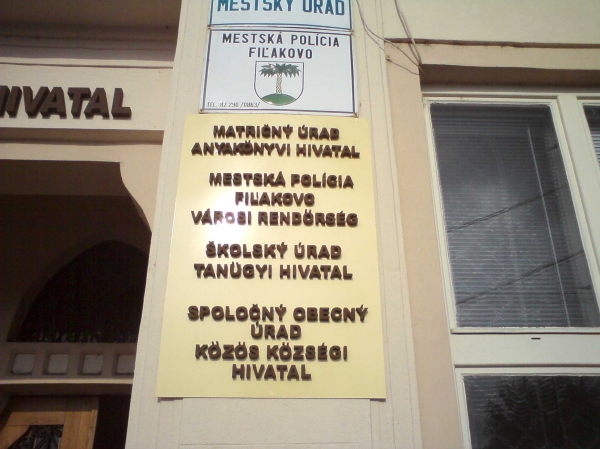 MESTSKÝ ÚRAD
MESTSKÁ POLÍCIA
FIĽAKOVO
HIVATAL
MATRIČNÝ ÚRAD
ANYAKÖNYVI HIVATAL
MESTSKÁ POLÍCIA
FIĽAKOVO
VÁROSI RENDÖRSÉG
ŠKOLSKÝ ÚRAD
TANÜGYI HIVATAL
SPOLOČNÝ OBECNÝ
ÚRAD
KÖZÖS KÖZSÉGI
HIVATAL